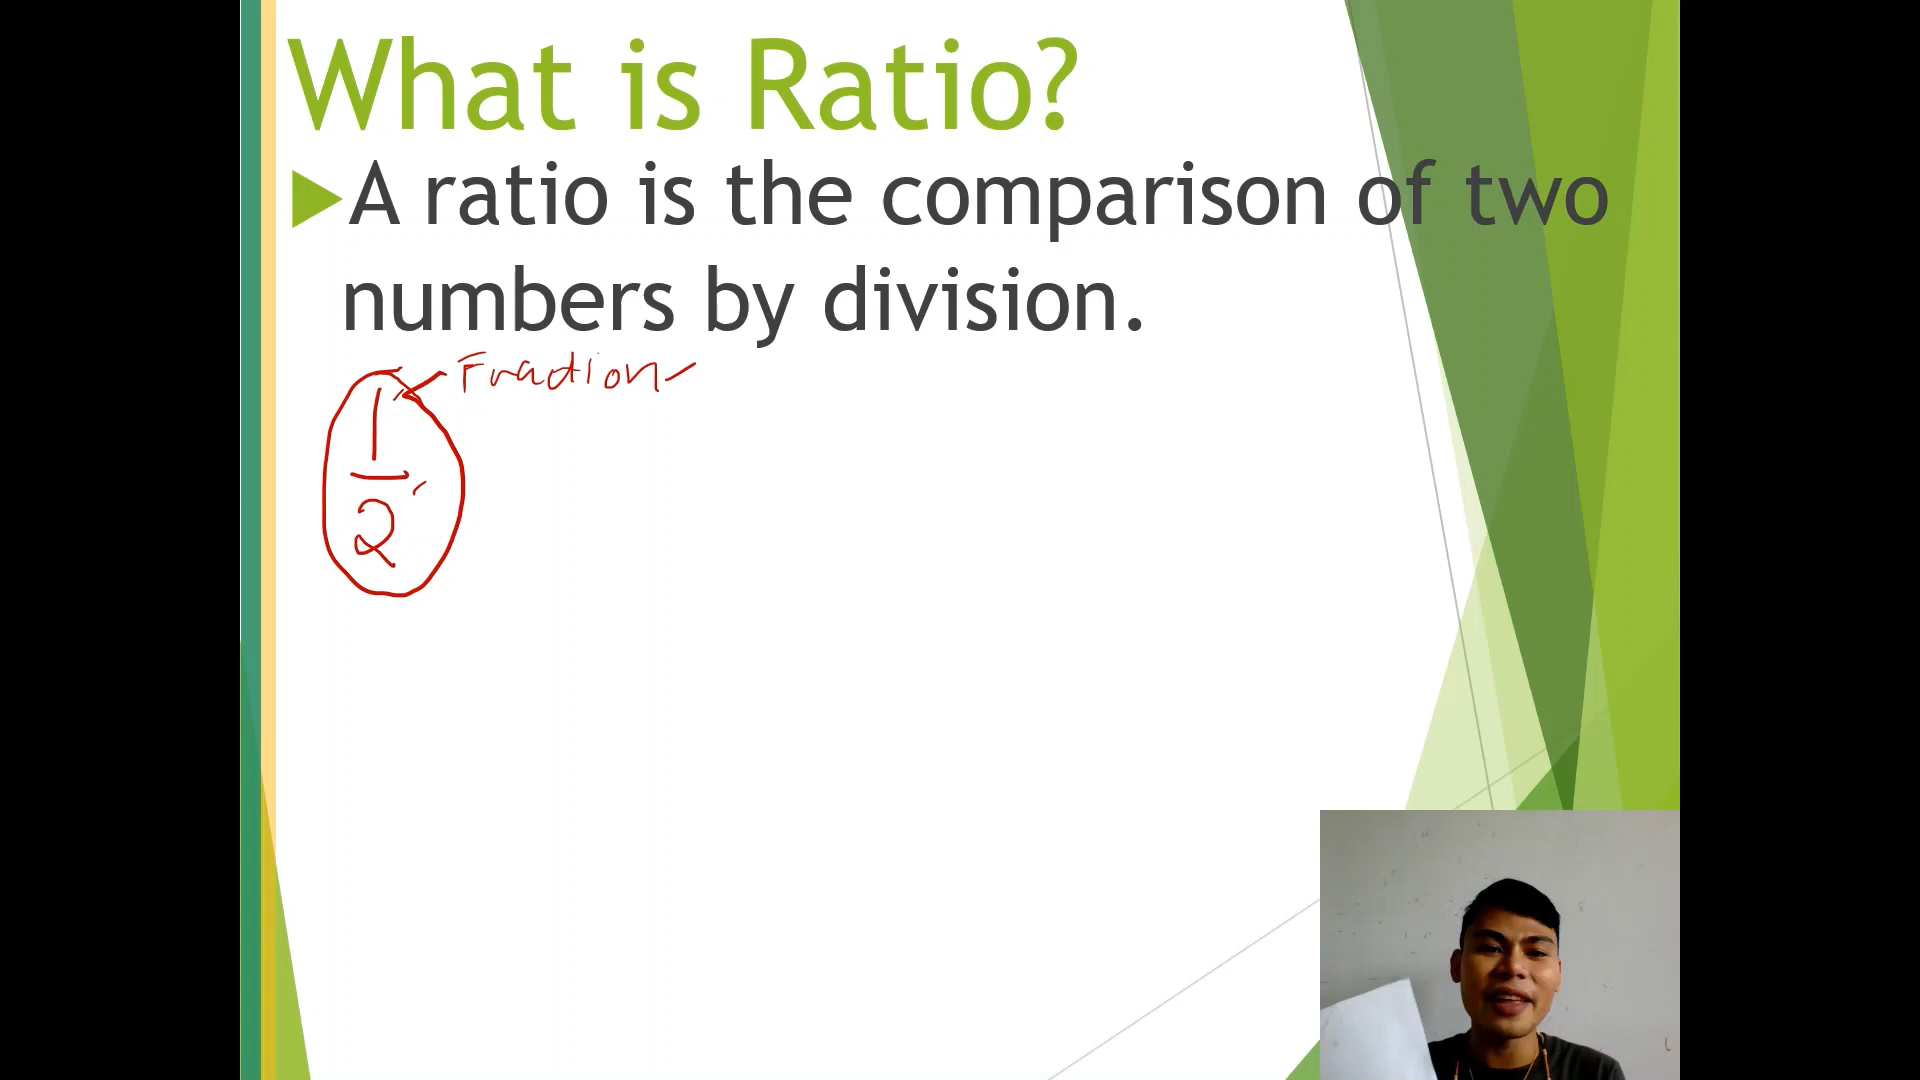 What is Ratio?
A ratio is the comparison of two
numbers by division.
Fraction
1
2